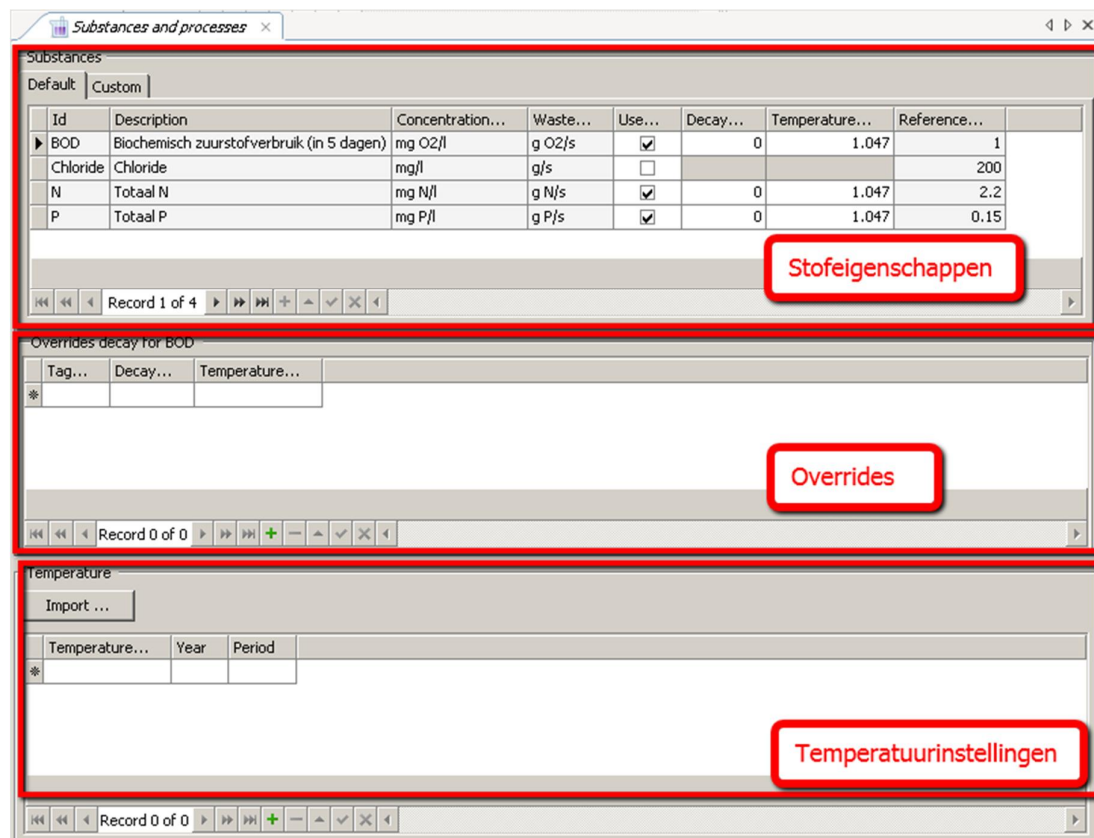 Substances and processes
Substances
Default Custom
Id Description Concentration... Waste... Use... Decay... Temperature... Reference...
BOD Biochemisch zuurstofverbruik (in 5 dagen) mg O2/l g O2/s 0 1.047 1
Chloride Chloride mg/l g/s 200
N Totaal N mg N/l g N/s 0 1.047 2.2
P Totaal P mg P/l g P/s 0 1.047 0.15
Stofeigenschappen
Record 1 of 4
Overrides decay for BOD
Tag... Decay... Temperature...
Overrides
Record 0 of 0
Temperature
Import ...
Temperature... Year Period
Temperatuurinstellingen
Record 0 of 0